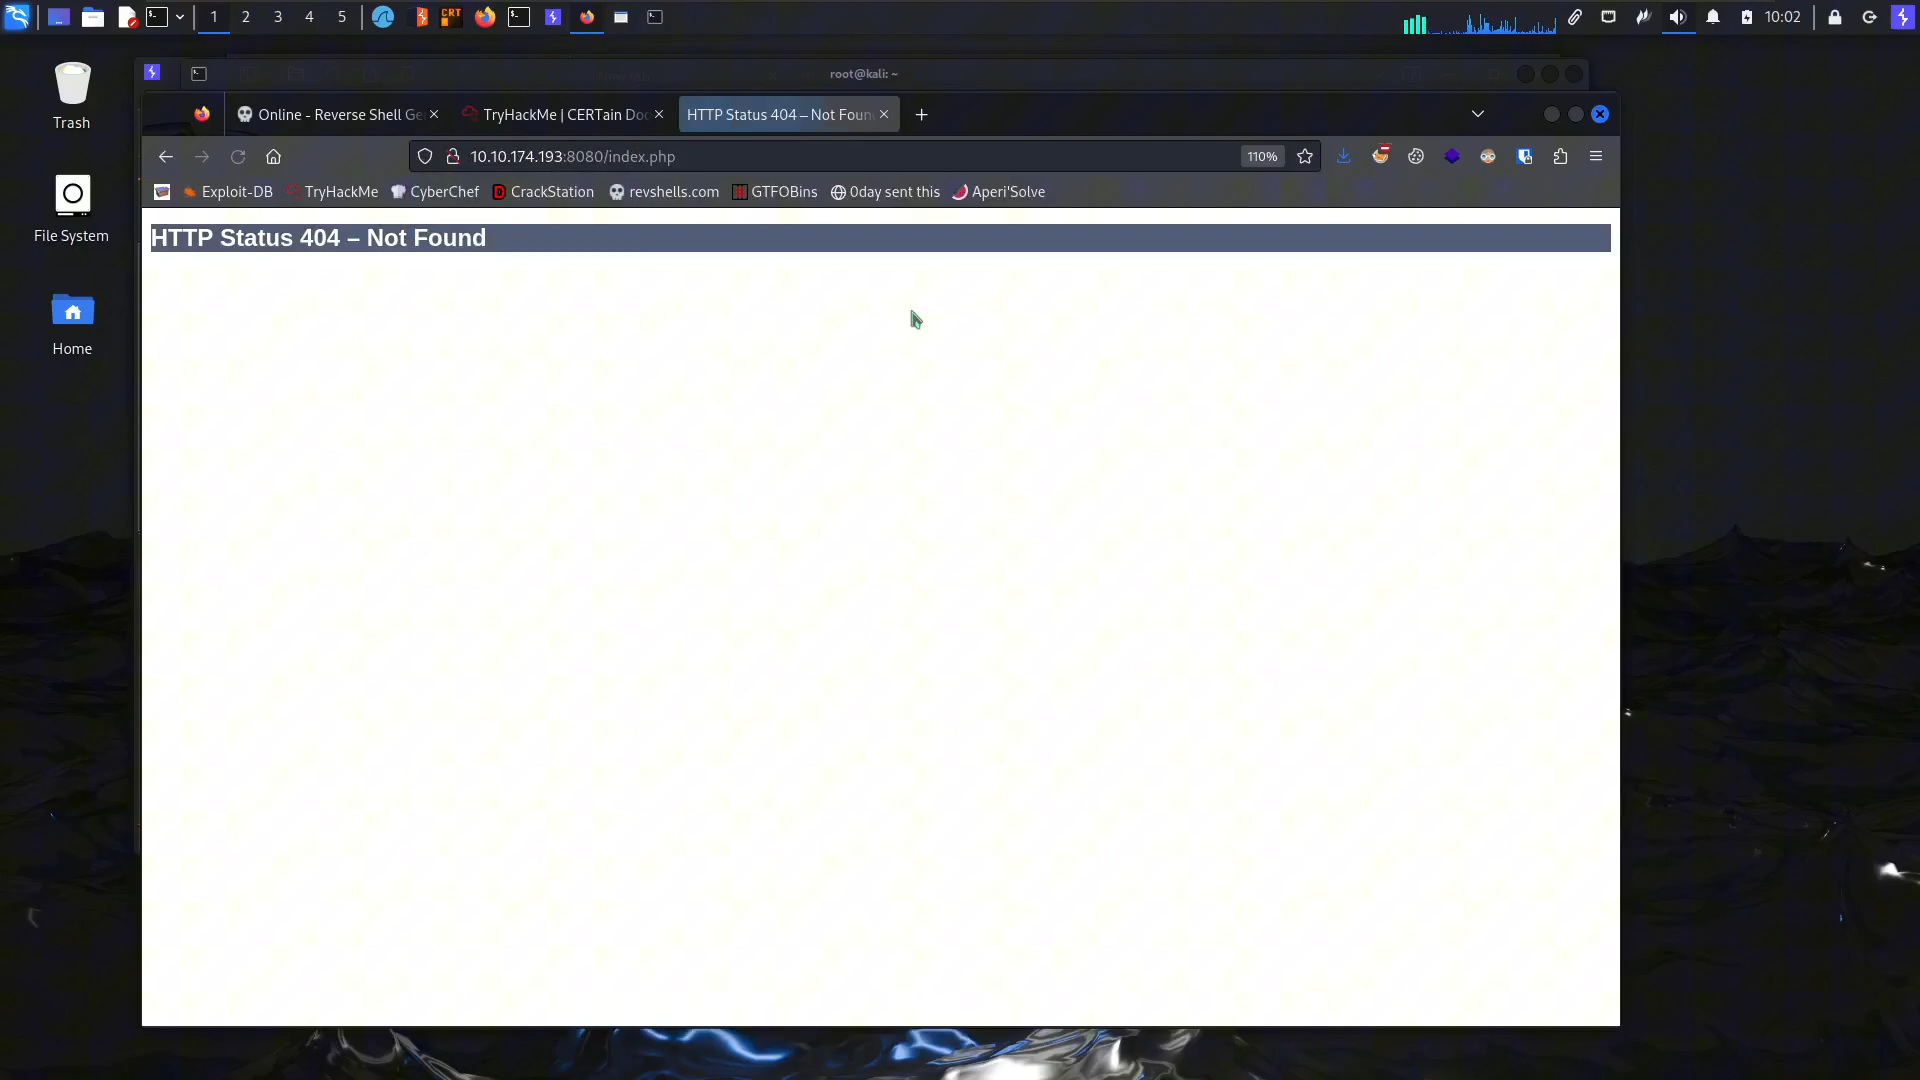 1 2 3 4 5 CRT 10:02
Trash
File System
Home
root@kali: ~
Online - Reverse Shell Ge
TryHackMe | CERTain Doc
HTTP Status 404 – Not Foun
10.10.174.193:8080/index.php 110%
Exploit-DB TryHackMe CyberChef CrackStation revshells.com GTFOBins 0day sent this Aperi'Solve
HTTP Status 404 – Not Found